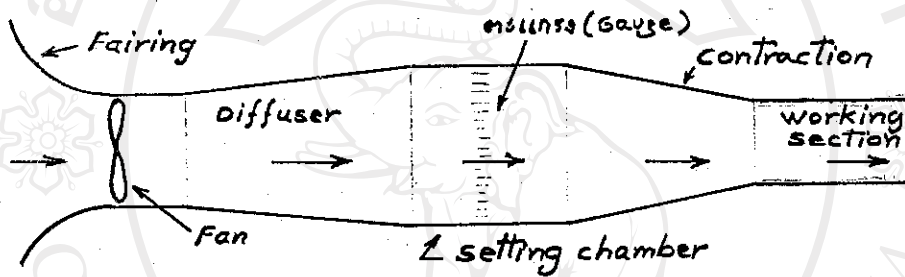 Fairing
(Gauze)
contraction
Diffuser
working
section
Fan
setting chamber